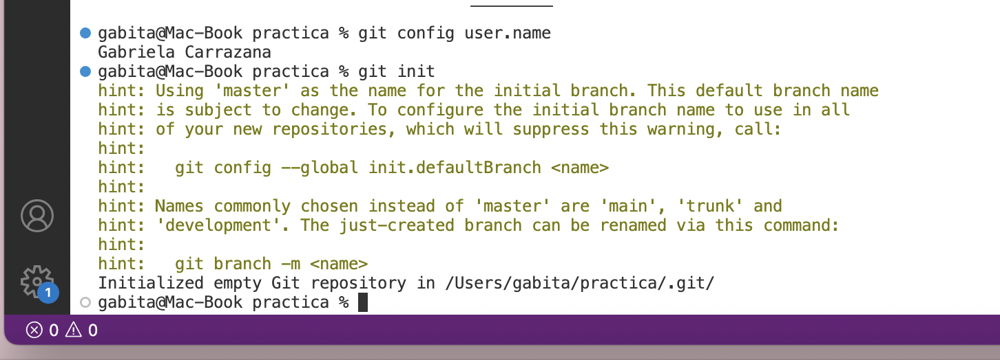 gabita@Mac-Book practica % git config user.name
Gabriela Carrazana
gabita@Mac-Book practica % git init
hint: Using 'master' as the name for the initial branch. This default branch name
hint: is subject to change. To configure the initial branch name to use in all
hint: of your new repositories, which will suppress this warning, call:
hint:
hint:   git config --global init.defaultBranch <name>
hint:
hint: Names commonly chosen instead of 'master' are 'main', 'trunk' and
hint: 'development'. The just-created branch can be renamed via this command:
hint:
hint:   git branch -m <name>
Initialized empty Git repository in /Users/gabita/practica/.git/
gabita@Mac-Book practica %
1
0 0